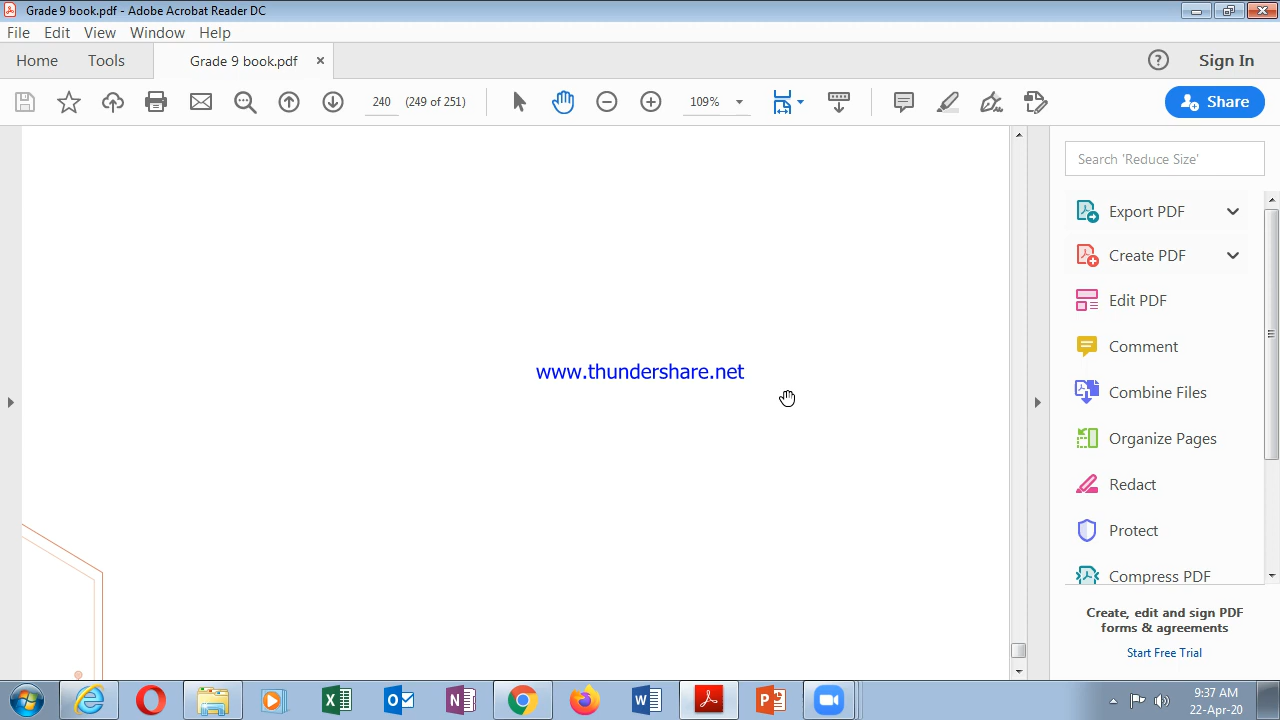 Grade 9 book.pdf - Adobe Acrobat Reader DC
File Edit View Window Help
Home Tools Grade 9 book.pdf × Sign In
240 (249 of 251) 109% Share
Search 'Reduce Size'
Export PDF
Create PDF
Edit PDF
Comment
Combine Files
Organize Pages
Redact
Protect
Compress PDF
Create, edit and sign PDF
forms & agreements
Start Free Trial
www.thundershare.net
9:37 AM
22-Apr-20